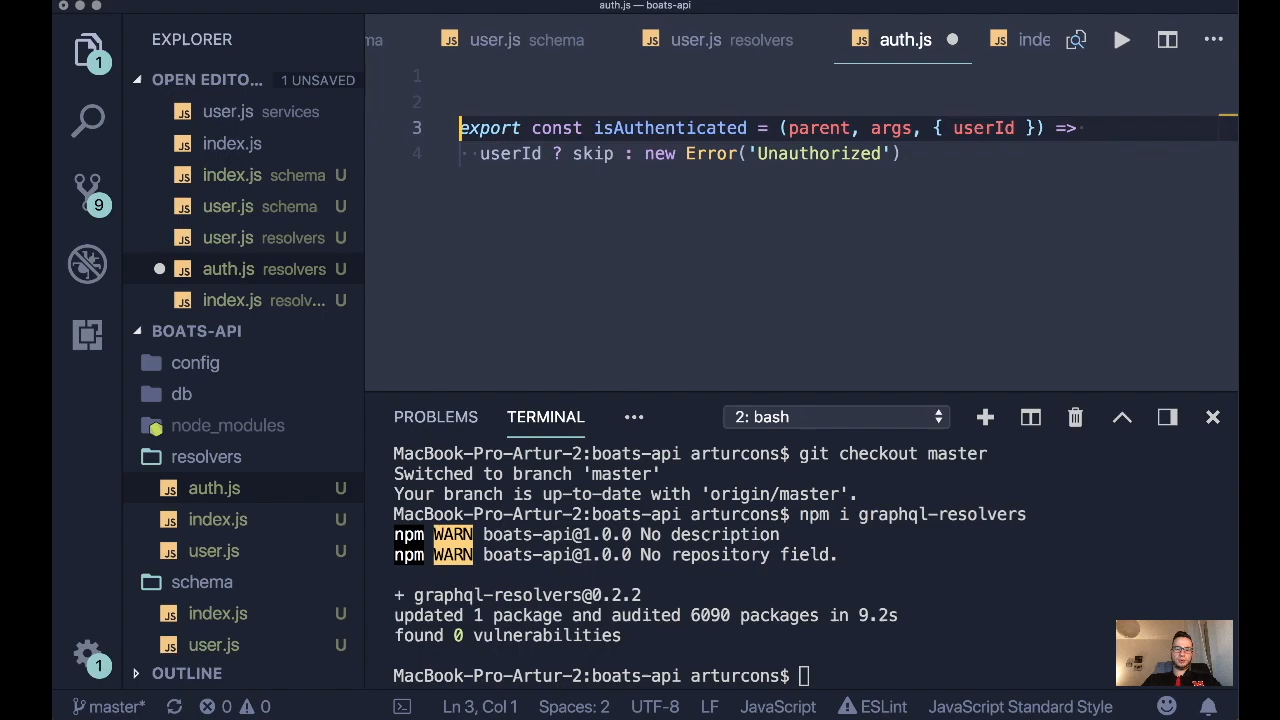 auth.js — boats-api
EXPLORER
OPEN EDITO... 1 UNSAVED
user.js services
index.js
index.js schema U
user.js schema U
user.js resolvers U
auth.js resolvers U
index.js resolv... U
BOATS-API
config
db
node_modules
resolvers
auth.js U
index.js U
user.js U
schema
index.js U
user.js U
OUTLINE
1
9
1
ma
user.js schema
user.js resolvers
auth.js
inde
1
2
3 export const isAuthenticated = (parent, args, { userId }) =>
4 userId ? skip : new Error('Unauthorized')
PROBLEMS TERMINAL ... 2: bash
MacBook-Pro-Artur-2:boats-api arturcons$ git checkout master
Switched to branch 'master'
Your branch is up-to-date with 'origin/master'.
MacBook-Pro-Artur-2:boats-api arturcons$ npm i graphql-resolvers
npm WARN boats-api@1.0.0 No description
npm WARN boats-api@1.0.0 No repository field.
+ graphql-resolvers@0.2.2
updated 1 package and audited 6090 packages in 9.2s
found 0 vulnerabilities
MacBook-Pro-Artur-2:boats-api arturcons$
master* 0 0 Ln 3, Col 1 Spaces: 2 UTF-8 LF JavaScript ESLint JavaScript Standard Style